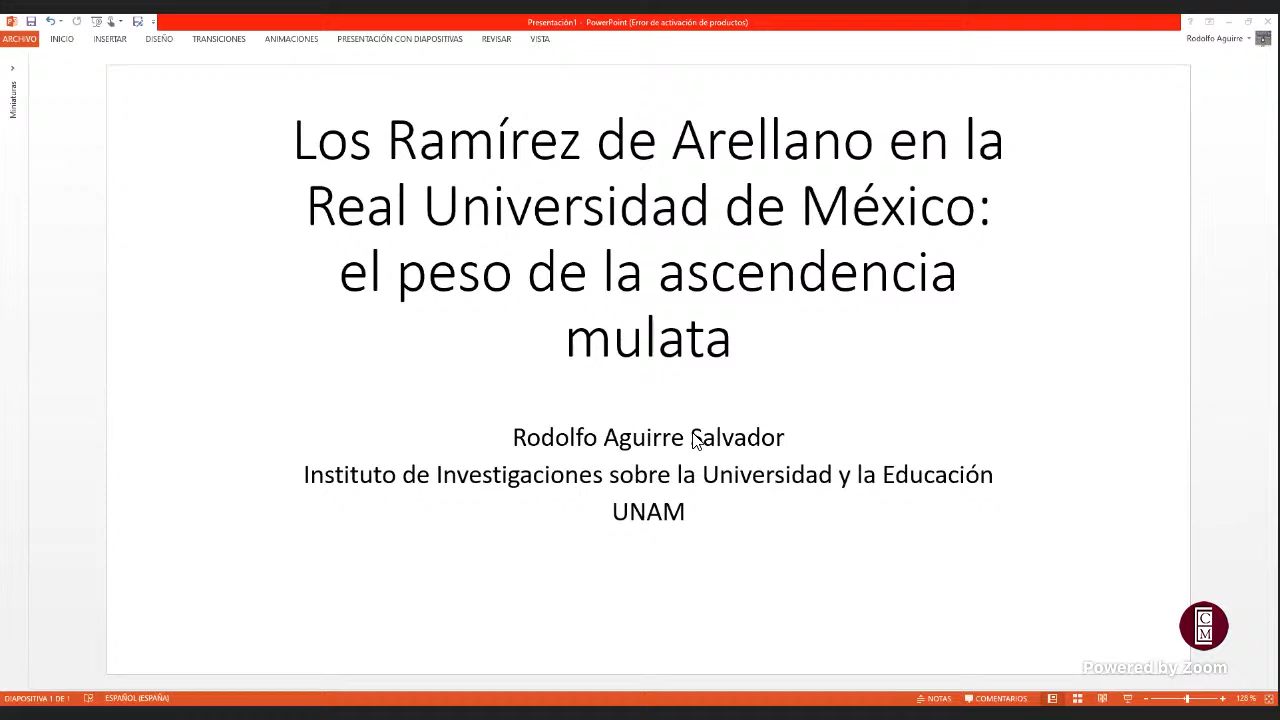 Presentación1 - PowerPoint (Error de activación de productos)
ARCHIVO INICIO INSERTAR DISEÑO TRANSICIONES ANIMACIONES PRESENTACIÓN CON DIAPOSITIVAS REVISAR VISTA
Rodolfo Aguirre
Miniaturas
Los Ramírez de Arellano en la
Real Universidad de México:
el peso de la ascendencia
mulata
Rodolfo Aguirre Salvador
Instituto de Investigaciones sobre la Universidad y la Educación
UNAM
C
M
Powered by Zoom
DIAPOSITIVA 1 DE 1 ESPAÑOL (ESPAÑA) NOTAS COMENTARIOS 128 %